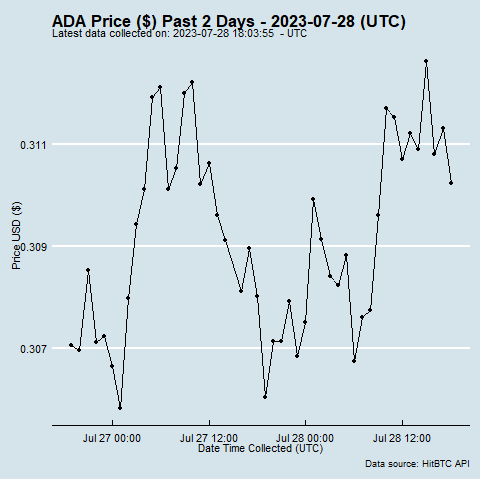 ADA Price ($) Past 2 Days - 2023-07-28 (UTC)
Latest data collected on: 2023-07-28 18:03:55  - UTC
Price USD ($)
0.311
0.309
0.307
Jul 27 00:00
Jul 27 12:00
Jul 28 00:00
Jul 28 12:00
Date Time Collected (UTC)
Data source: HitBTC API